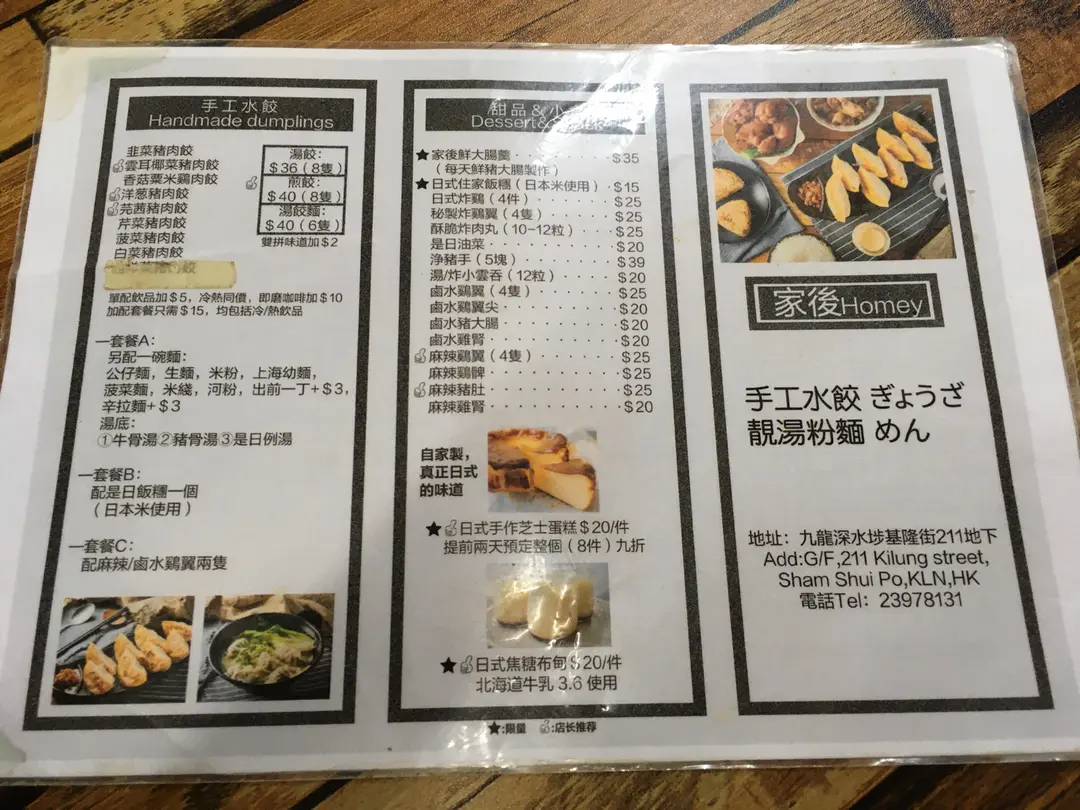 手工水餃
Handmade dumplings
韭菜豬肉餃
雲耳椰菜豬肉餃
香菇粟米鷄肉餃
洋葱豬肉餃
芫茜豬肉餃
芹菜豬肉餃
菠菜豬肉餃
白菜豬肉餃
豬肉餃
湯餃:
$36(8隻)
煎餃:
$40(8隻)
湯餃麵:
$40(6隻)
雙拼味道加$2
單配飲品加$5,冷熱同價,即磨咖啡加$10
加配套餐只需$15,均包括冷/熱飲品
—套餐A:
另配一碗麵:
公仔麵,生麵,米粉,上海幼麵,
菠菜麵,米綫,河粉,出前一丁+$3,
辛拉麵+$3
湯底:
①牛骨湯②豬骨湯③是日例湯
—套餐B:
配是日飯糰一個
(日本米使用)
—套餐C:
配麻辣/鹵水鷄翼兩隻
甜品&小
Dessert&
★家後鮮大腸羹········$35
(每天鮮豬大腸製作)
★日式住家飯糰(日本米使用)·$15
日式炸鷄(4件)·······$25
秘製炸鷄翼(4隻)······$25
酥脆炸肉丸(10-12粒)····$25
是日油菜··········$20
浄豬手(5塊)········$39
湯/炸小雲吞(12粒)·····$20
鹵水鷄翼(4隻)·······$25
鹵水鷄翼尖·········$20
鹵水豬大腸·········$20
鹵水雞腎··········$20
麻辣鷄翼(4隻)·······$25
麻辣鷄髀··········$25
麻辣豬肚··········$25
麻辣雞腎··········$20
自家製,
真正日式
的味道
★日式手作芝士蛋糕$20/件
提前兩天預定整個(8件)九折
★日式焦糖布甸$20/件
北海道牛乳 3.6 使用
★:限量 :店长推荐
家後Homey
手工水餃 ぎょうざ
靚湯粉麵 めん
地址:九龍深水埗基隆街211地下
Add:G/F,211 Kilung street,
Sham Shui Po,KLN,HK
電話Tel: 23978131